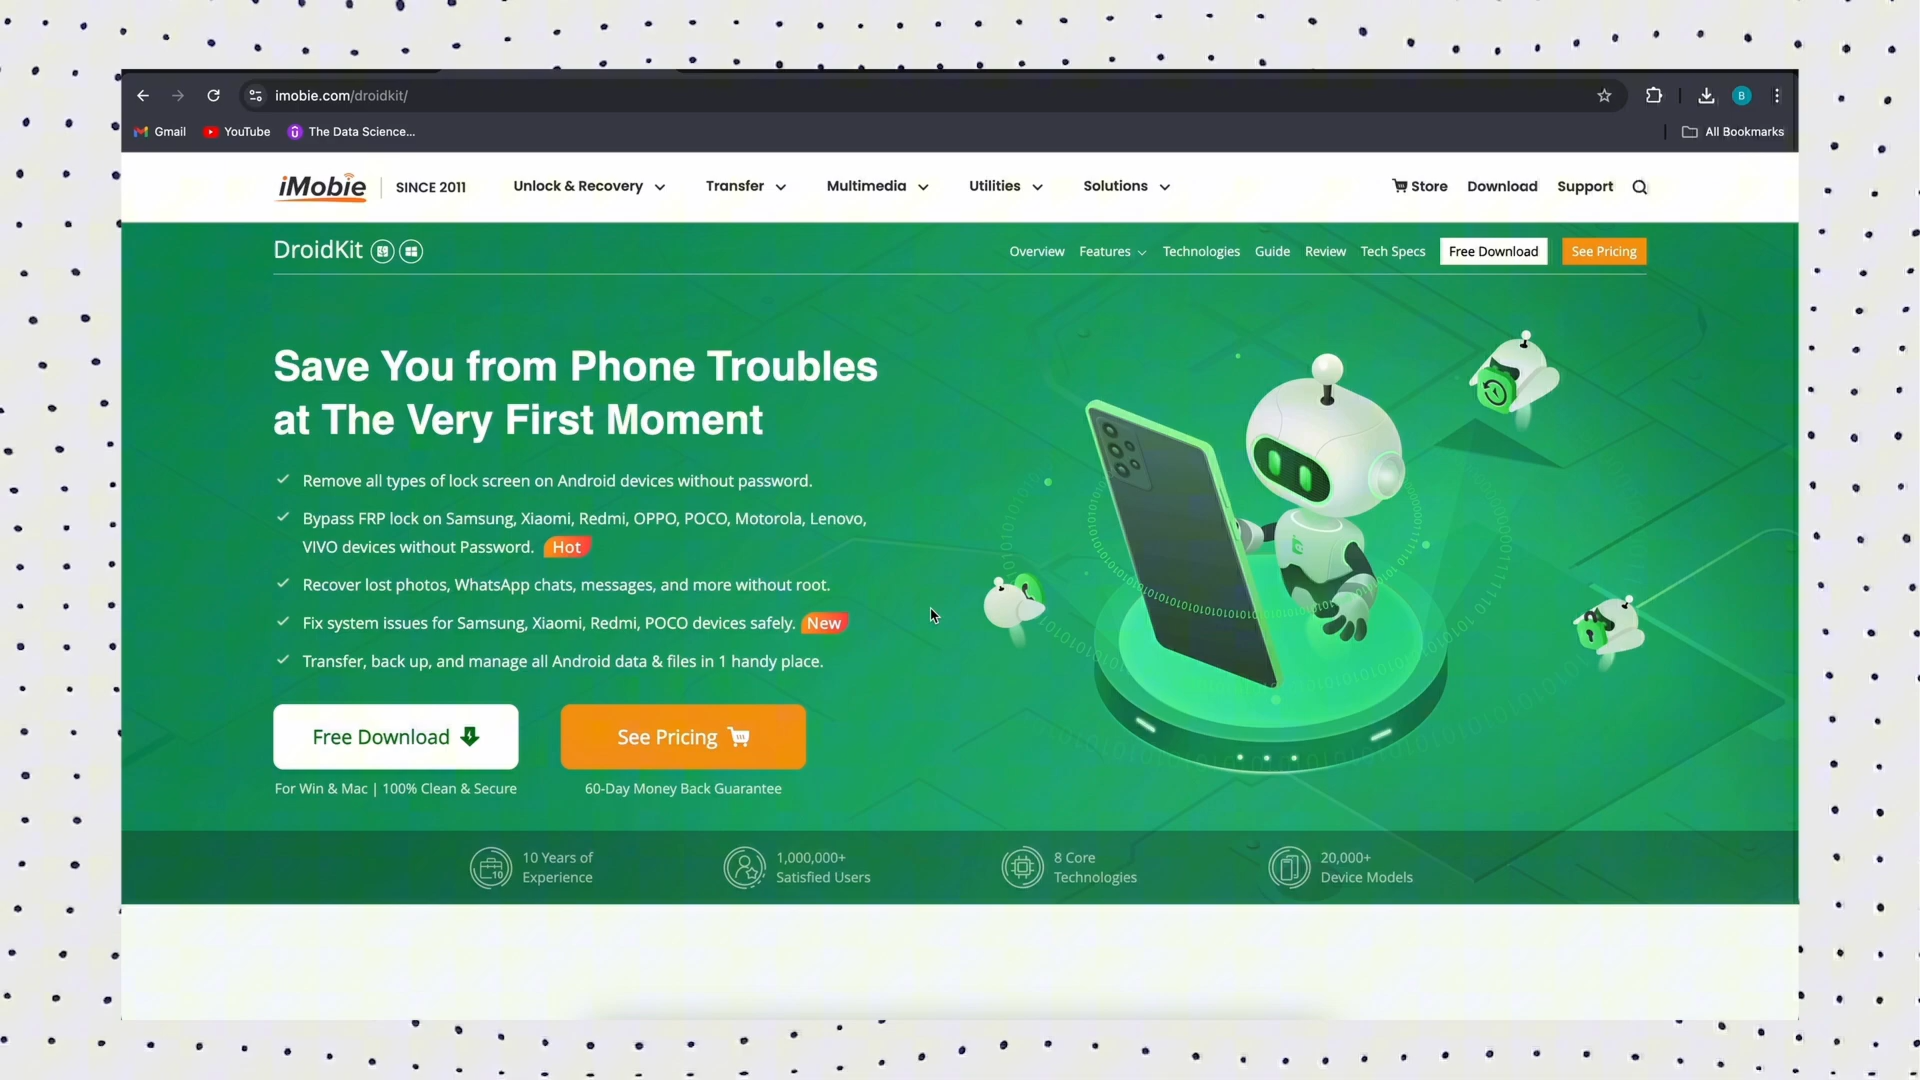 imobie.com/droidkit/
B
Gmail
YouTube
The Data Science...
All Bookmarks
iMobie
SINCE 2011
Unlock & Recovery
Transfer
Multimedia
Utilities
Solutions
Store
Download
Support
DroidKit
Overview
Features
Technologies
Guide
Review
Tech Specs
Free Download
See Pricing
Save You from Phone Troubles
at The Very First Moment
Remove all types of lock screen on Android devices without password.
Bypass FRP lock on Samsung, Xiaomi, Redmi, OPPO, POCO, Motorola, Lenovo,
VIVO devices without Password. Hot
Recover lost photos, WhatsApp chats, messages, and more without root.
Fix system issues for Samsung, Xiaomi, Redmi, POCO devices safely. New
Transfer, back up, and manage all Android data & files in 1 handy place.
Free Download
See Pricing
For Win & Mac | 100% Clean & Secure
60-Day Money Back Guarantee
10
10 Years of
Experience
1,000,000+
Satisfied Users
8 Core
Technologies
20,000+
Device Models